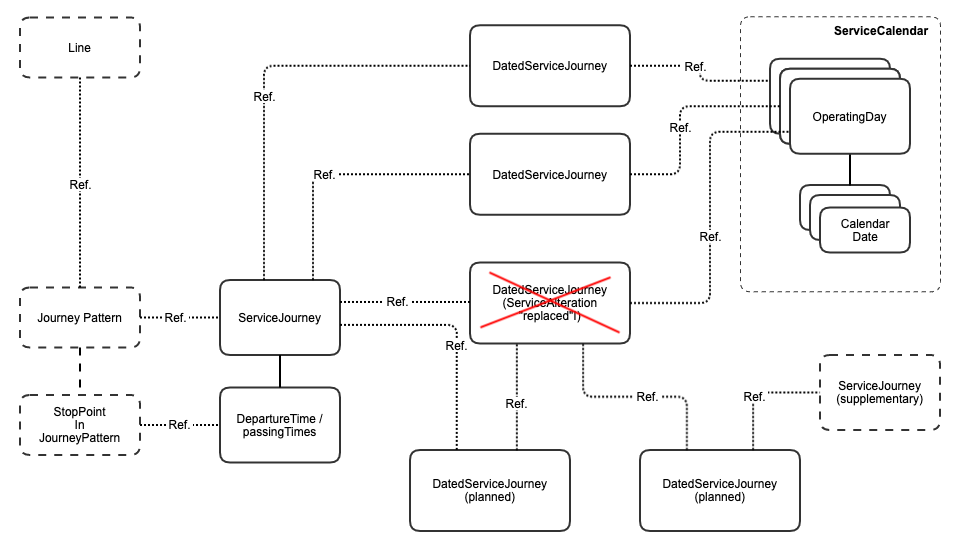 Line
DatedServiceJourney
ServiceCalendar
Ref.
OperatingDay
Ref.
Ref.
DatedServiceJourney
Ref.
Ref.
Calendar
Date
Ref.
DatedServiceJourney
(ServiceAlteration
"replaced"!)
Ref.
Journey Pattern
Ref.
ServiceJourney
Ref.
Ref.
StopPoint
In
JourneyPattern
Ref.
DepartureTime /
passingTimes
Ref.
Ref.
Ref.
ServiceJourney
(supplementary)
DatedServiceJourney
(planned)
DatedServiceJourney
(planned)